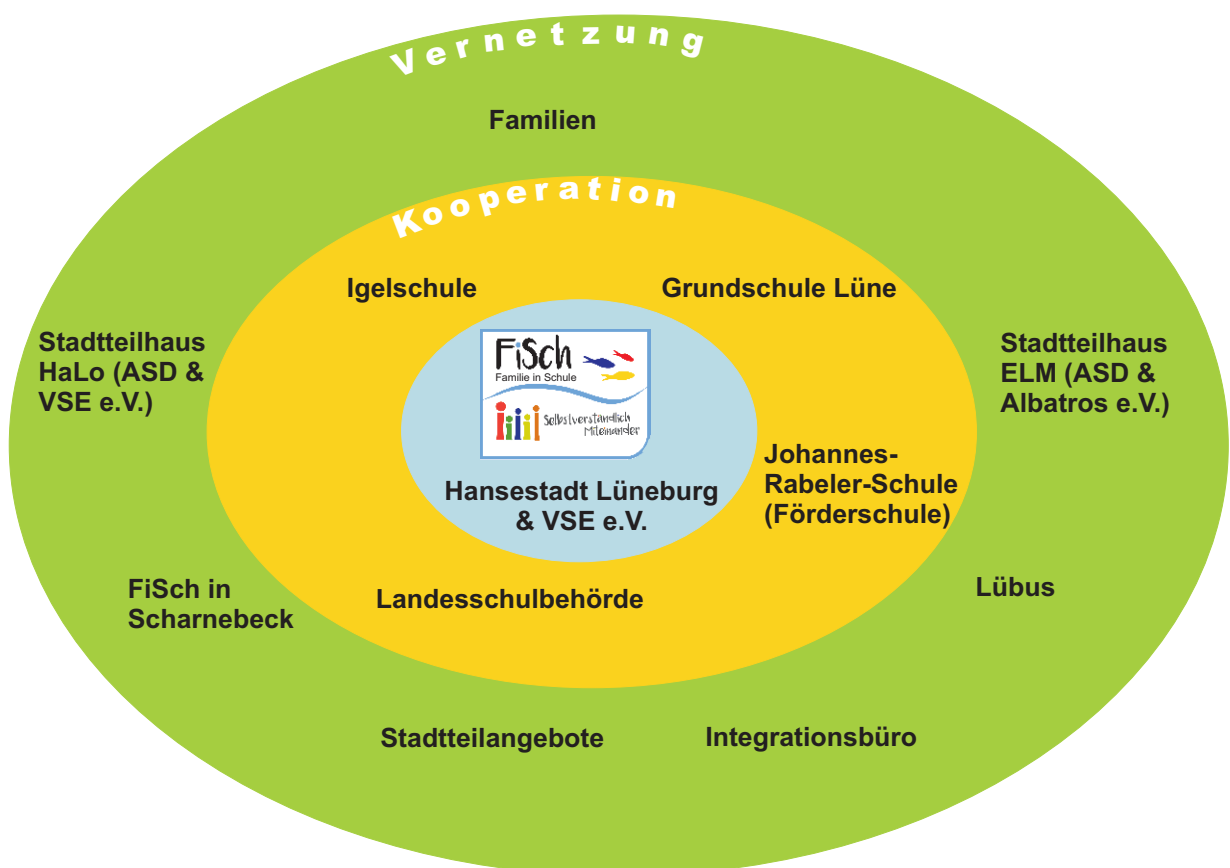 Vernetzung
Familien
Kooperation
Igelschule
Grundschule Lüne
Stadtteilhaus
HaLo (ASD &
VSE e.V.)
FiSch
Familie in Schule
Selbstverständlich
Miteinander
Stadtteilhaus
ELM (ASD &
Albatros e.V.)
Hansestadt Lüneburg
& VSE e.V.
Johannes-
Rabeler-Schule
(Förderschule)
FiSch in
Scharnebeck
Landesschulbehörde
Lübus
Stadtteilangebote
Integrationsbüro